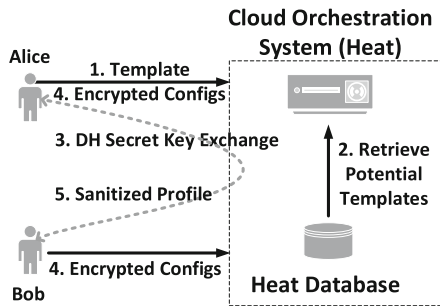 Cloud Orchestration
System (Heat)
Alice
1. Template
4. Encrypted Configs
3. DH Secret Key Exchange
2. Retrieve
Potential
Templates
5. Sanitized Profile
4. Encrypted Configs
Bob
Heat Database